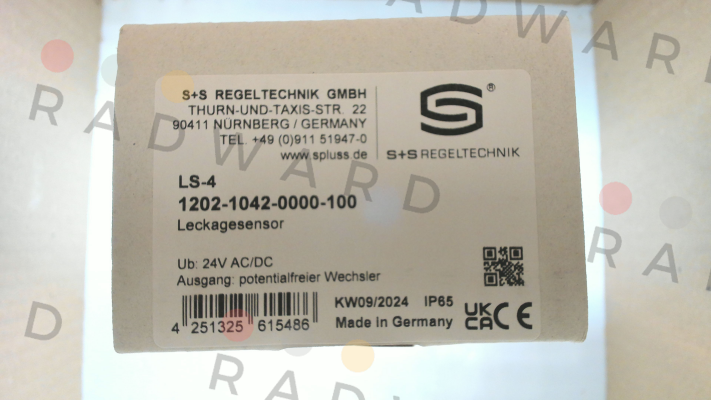 S+S REGELTECHNIK GMBH
THURN-UND-TAXIS-STR. 22
90411 NÜRNBERG / GERMANY
TEL. +49 (0)911 51947-0
www.spluss.de
S ®
S+S REGELTECHNIK
LS-4
1202-1042-0000-100
Leckagesensor
Ub: 24V AC/DC
Ausgang: potentialfreier Wechsler
4 251325 615486
KW09/2024 IP65
Made in Germany
UK CA CE
RADWARD
RADWARD
RADWARD